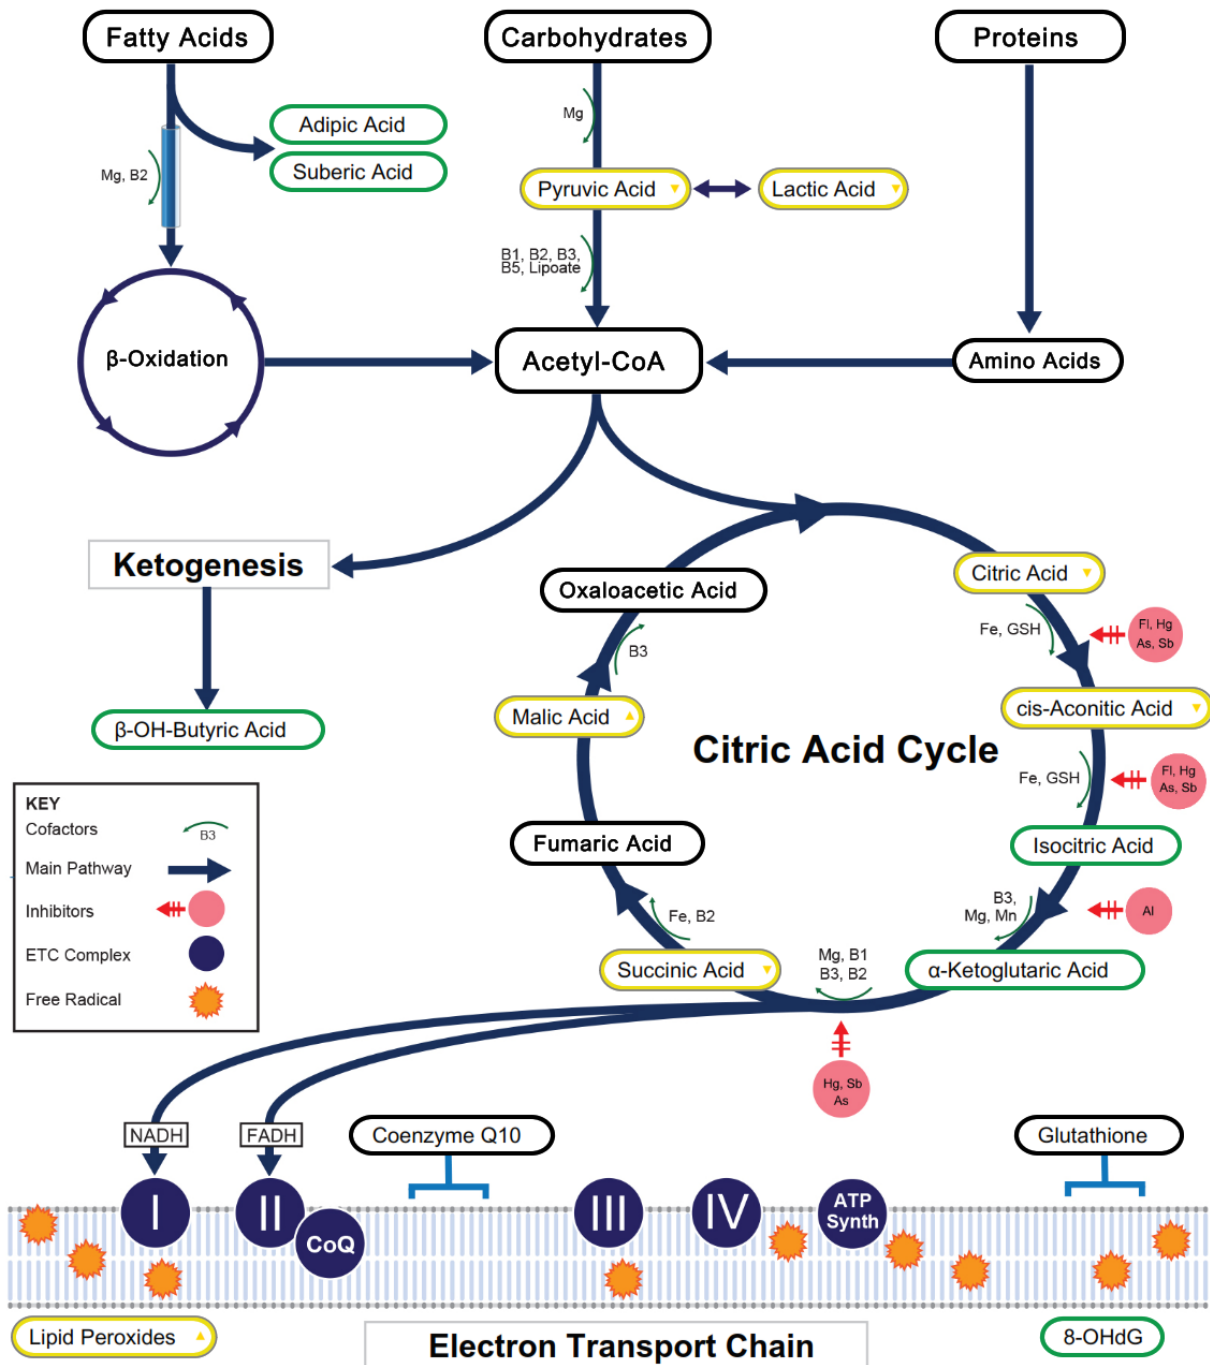 Fatty Acids
Carbohydrates
Proteins
Adipic Acid
Suberic Acid
Mg, B2
Mg
Pyruvic Acid
Lactic Acid
B1, B2, B3,
B5, Lipoate
β-Oxidation
Acetyl-CoA
Amino Acids
Ketogenesis
β-OH-Butyric Acid
Oxaloacetic Acid
Citric Acid
Fe, GSH
Fl, Hg
As, Sb
B3
Malic Acid
cis-Aconitic Acid
Citric Acid Cycle
Fe, GSH
Fl, Hg
As, Sb
Fumaric Acid
Isocitric Acid
B3,
Mg, Mn
Al
Fe, B2
Succinic Acid
Mg, B1
B3, B2
α-Ketoglutaric Acid
Hg, Sb
As
KEY
Cofactors
B3
Main Pathway
Inhibitors
ETC Complex
Free Radical
NADH
FADH
Coenzyme Q10
Glutathione
I
II
CoQ
III
IV
ATP
Synth
Lipid Peroxides
Electron Transport Chain
8-OHdG